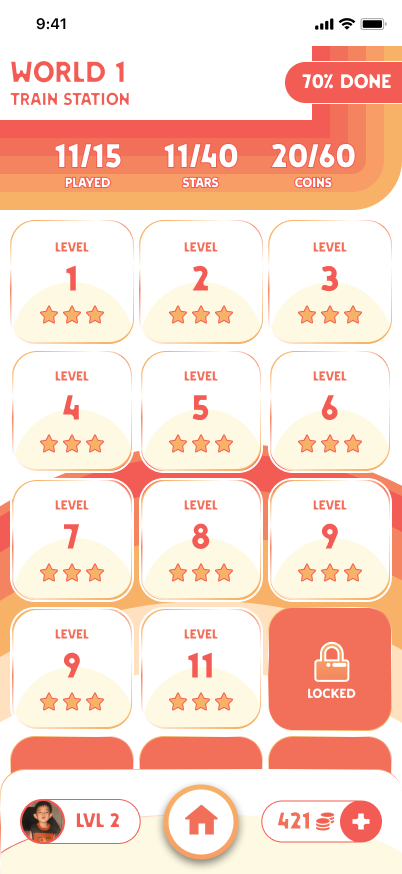 9:41
WORLD 1
TRAIN STATION
70% DONE
11/15 11/40 20/60
PLAYED STARS COINS
LEVEL LEVEL LEVEL
1 2 3
LEVEL LEVEL LEVEL
4 5 6
LEVEL LEVEL LEVEL
7 8 9
LEVEL LEVEL
9 11
LOCKED
LVL 2
421